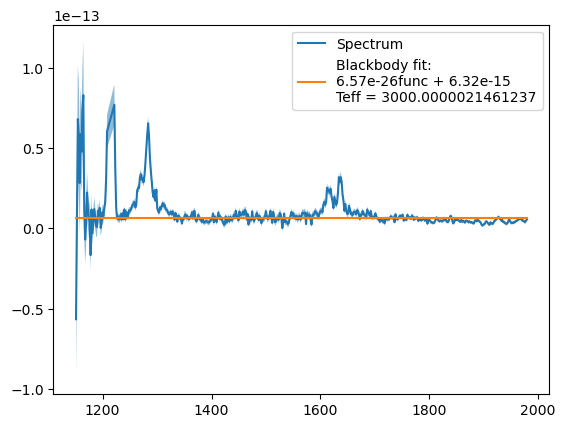 1e−13
Spectrum
Blackbody fit:
6.57e-26func + 6.32e-15
Teff = 3000.0000021461237
1.0
0.5
0.0
−0.5
−1.0
1200
1400
1600
1800
2000